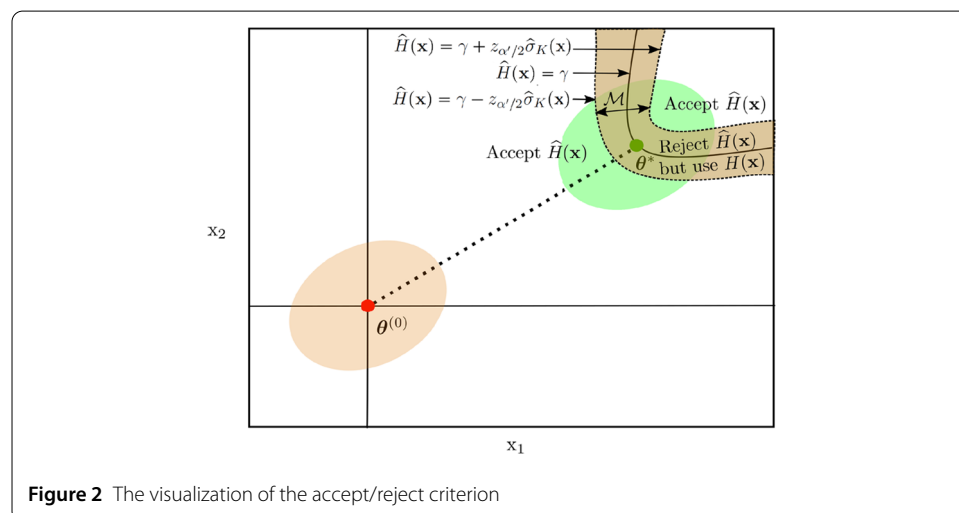 Ĥ(x) = γ + z_{α′/2}σ̂_K(x)
Ĥ(x) = γ
Ĥ(x) = γ − z_{α′/2}σ̂_K(x)
M
Accept Ĥ(x)
Accept Ĥ(x)
Reject Ĥ(x)
θ* but use H(x)
x₂
θ⁽⁰⁾
x₁
Figure 2 The visualization of the accept/reject criterion